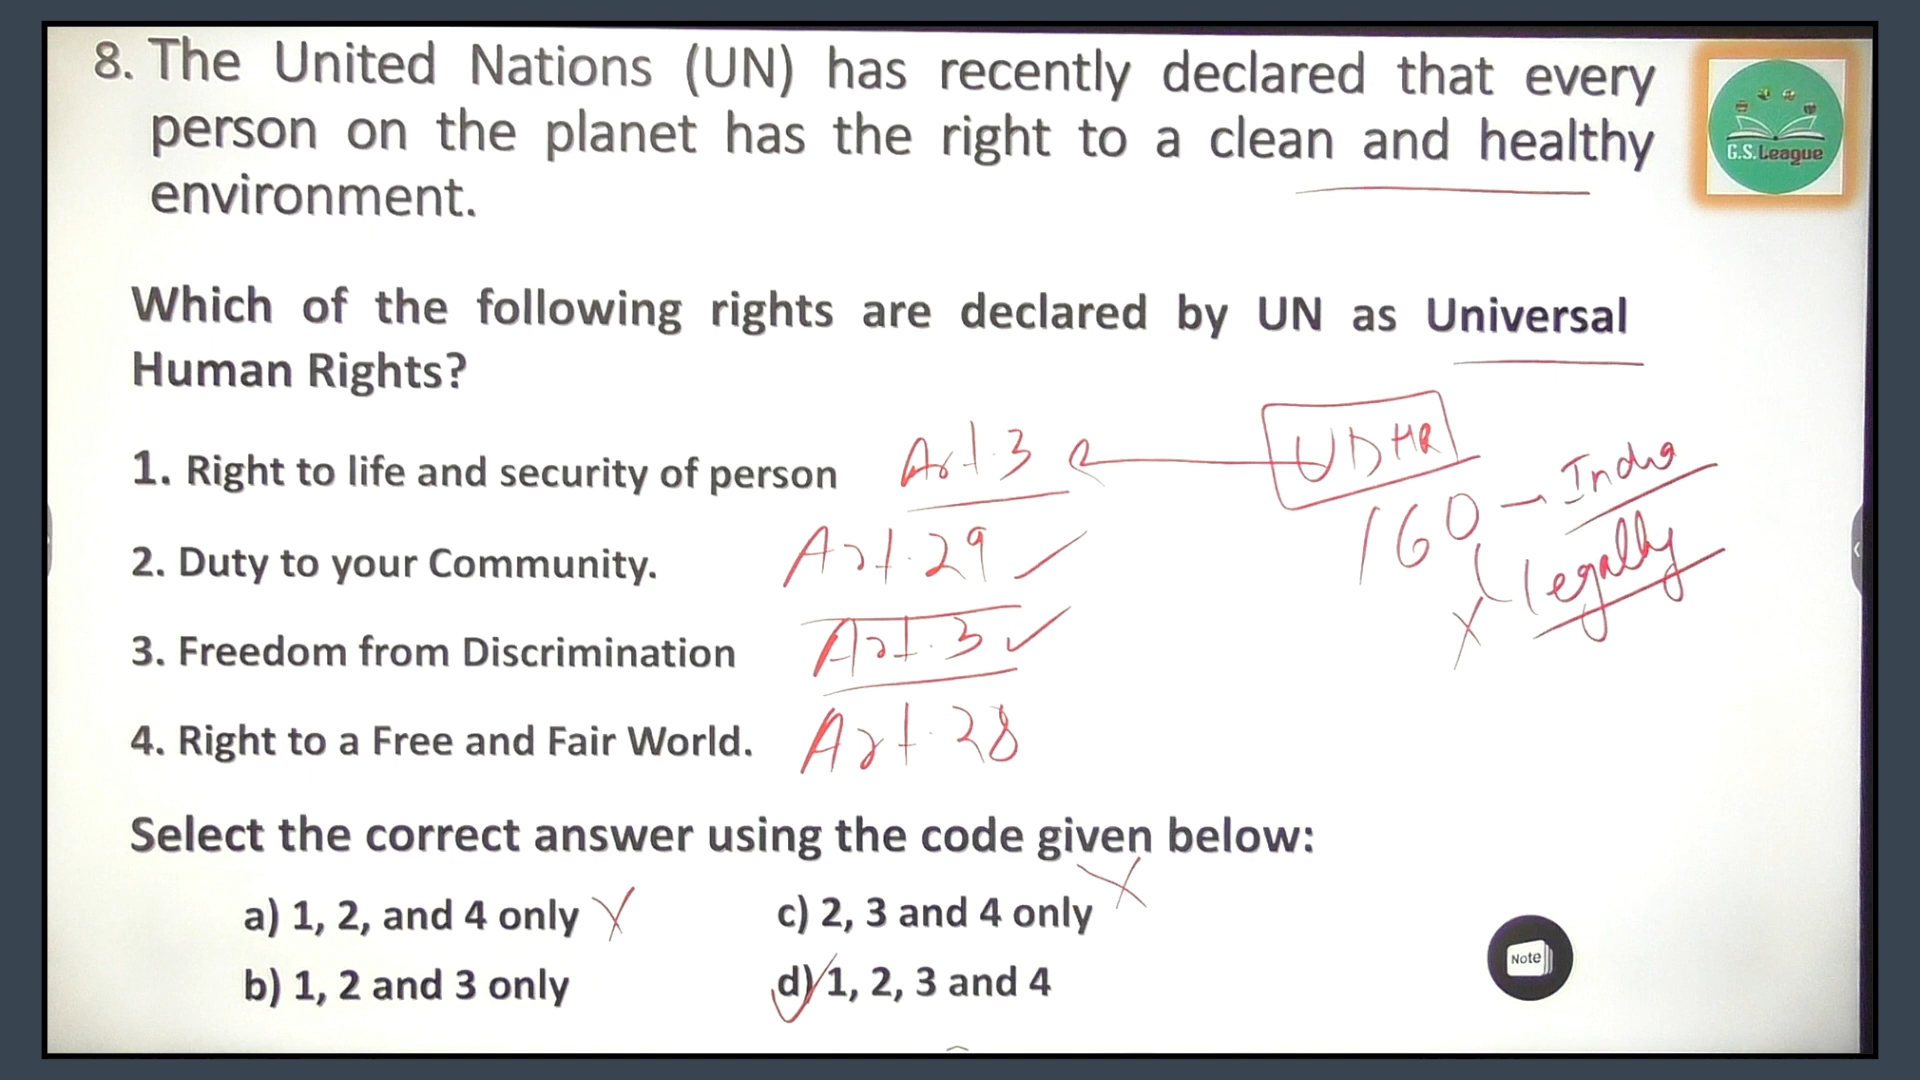 8. The United Nations (UN) has recently declared that every
person on the planet has the right to a clean and healthy
environment.
G.S.League
Which of the following rights are declared by UN as Universal
Human Rights?
1. Right to life and security of person Art.3 UDHR
160 - India
legally
2. Duty to your Community. Art.29
3. Freedom from Discrimination Art.3
4. Right to a Free and Fair World. Art.28
Select the correct answer using the code given below:
a) 1, 2, and 4 only
c) 2, 3 and 4 only
b) 1, 2 and 3 only
d) 1, 2, 3 and 4
Note